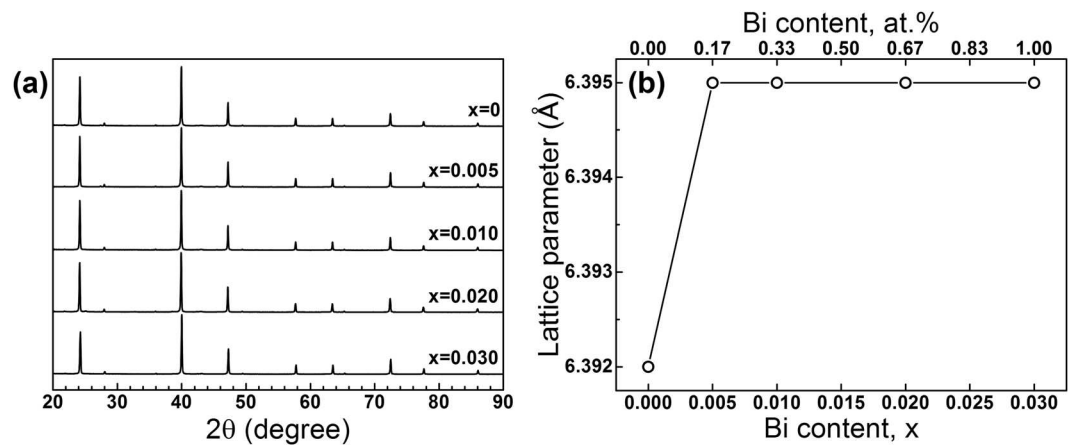 (a)
x=0
x=0.005
x=0.010
x=0.020
x=0.030
20 30 40 50 60 70 80 90
2θ (degree)
Bi content, at.%
0.00 0.17 0.33 0.50 0.67 0.83 1.00
(b)
Lattice parameter (Å)
6.395
6.394
6.393
6.392
0.000 0.005 0.010 0.015 0.020 0.025 0.030
Bi content, x